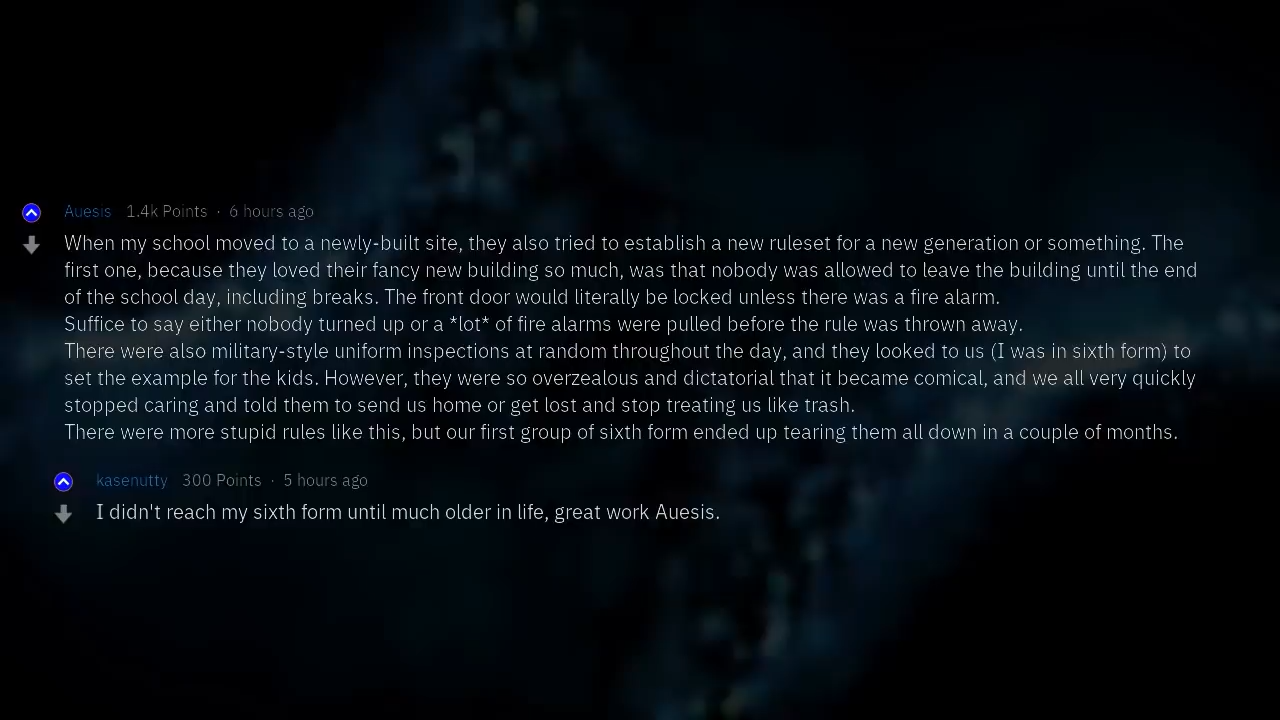 Auesis 1.4k Points · 6 hours ago
When my school moved to a newly-built site, they also tried to establish a new ruleset for a new generation or something. The
first one, because they loved their fancy new building so much, was that nobody was allowed to leave the building until the end
of the school day, including breaks. The front door would literally be locked unless there was a fire alarm.
Suffice to say either nobody turned up or a *lot* of fire alarms were pulled before the rule was thrown away.
There were also military-style uniform inspections at random throughout the day, and they looked to us (I was in sixth form) to
set the example for the kids. However, they were so overzealous and dictatorial that it became comical, and we all very quickly
stopped caring and told them to send us home or get lost and stop treating us like trash.
There were more stupid rules like this, but our first group of sixth form ended up tearing them all down in a couple of months.
kasenutty 300 Points · 5 hours ago
I didn't reach my sixth form until much older in life, great work Auesis.